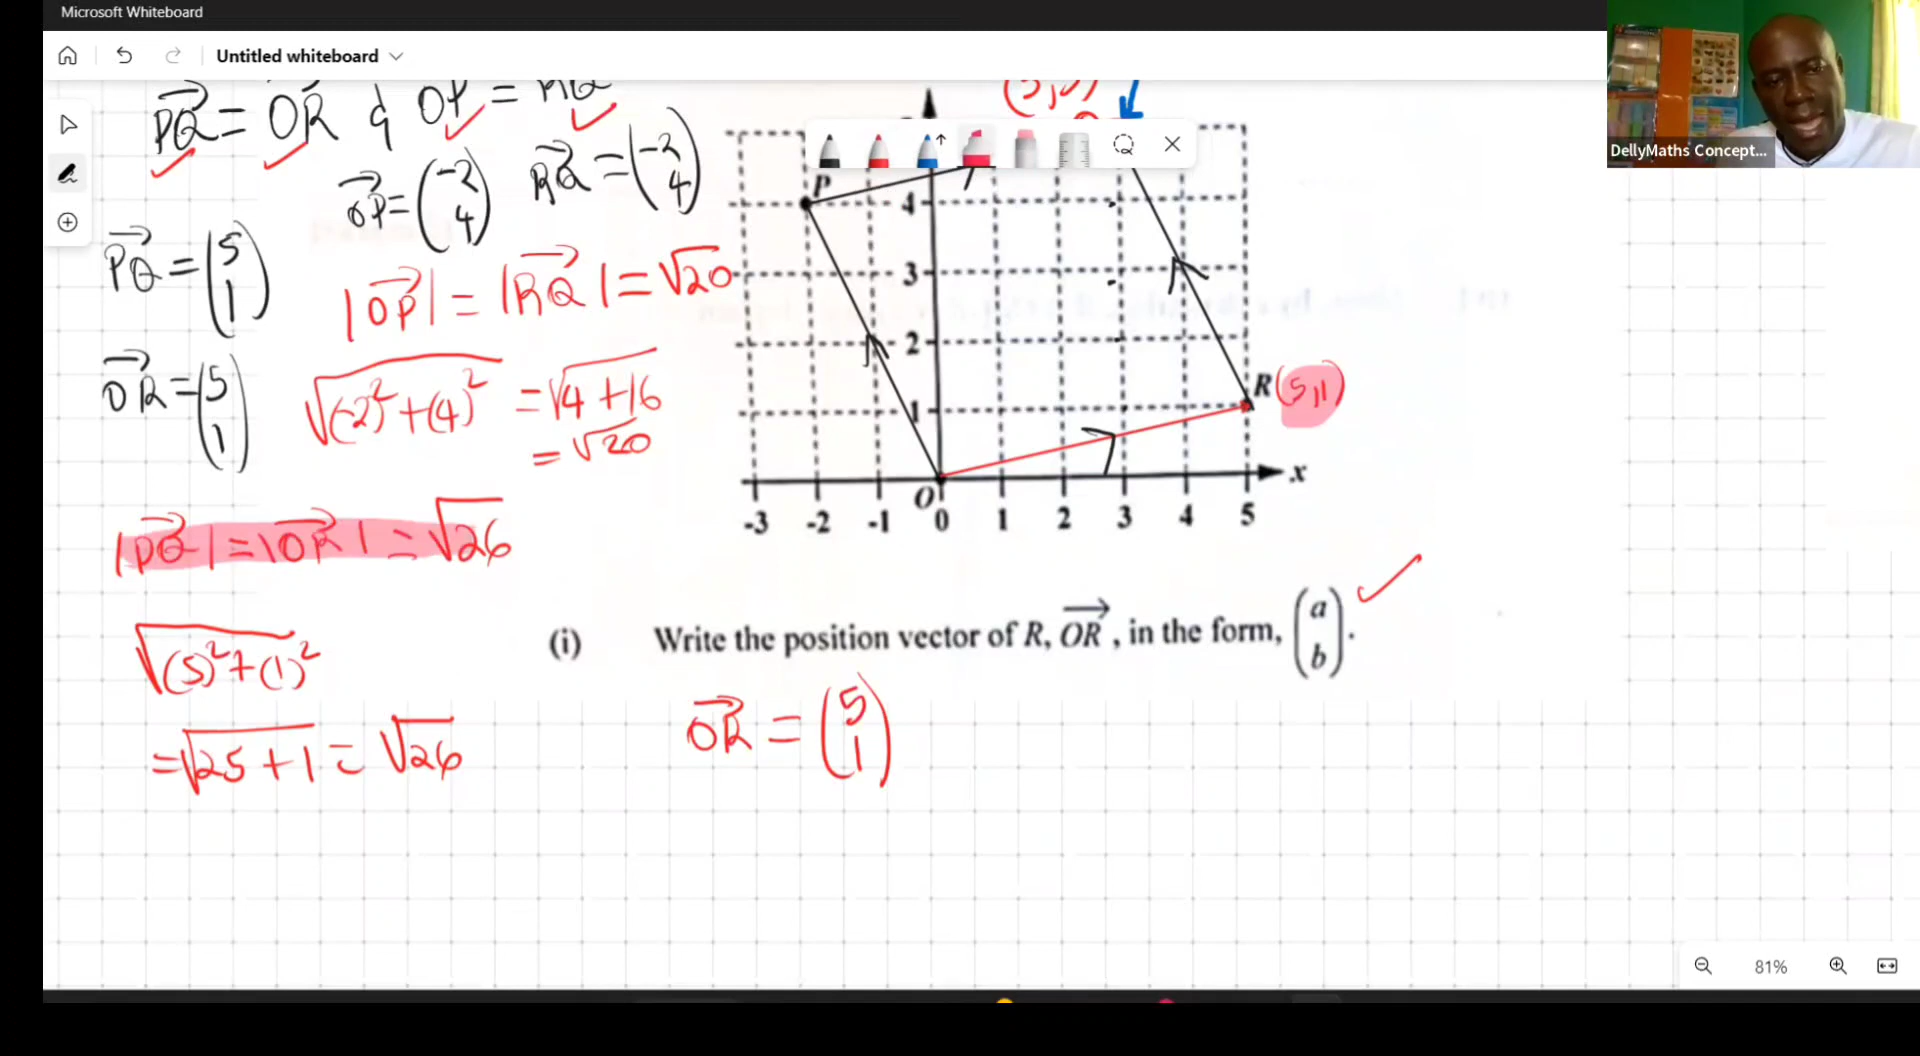 Microsoft Whiteboard
Untitled whiteboard
DellyMaths Concept...
PQ = OR & OP = RQ
OP = (-2 4)
RQ = (-2 4)
PQ = (5 1)
|OP| = |RQ| = √20
OR = (5 1)
√(-2)² + (4)² = √4 + 16
= √20
|PQ| = |OR| = √26
√(5)² + (1)²
= √25 + 1 = √26
P
4
3
2
1
R (5,1)
O
x
-3 -2 -1 0 1 2 3 4 5
(i) Write the position vector of R, OR, in the form, (a b).
OR = (5 1)
81%